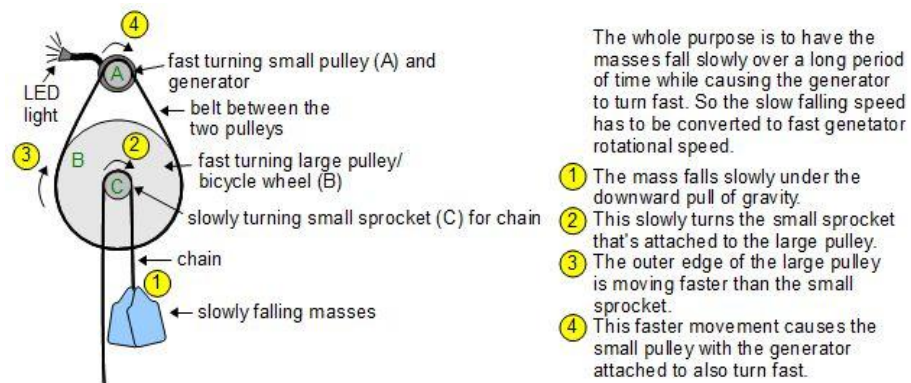 4
A
fast turning small pulley (A) and
generator
LED
light
belt between the
two pulleys
3
B
2
fast turning large pulley/
bicycle wheel (B)
C
slowly turning small sprocket (C) for chain
chain
1
slowly falling masses
The whole purpose is to have the
masses fall slowly over a long period
of time while causing the generator
to turn fast. So the slow falling speed
has to be converted to fast genetator
rotational speed.
1 The mass falls slowly under the
downward pull of gravity.
2 This slowly turns the small sprocket
that's attached to the large pulley.
3 The outer edge of the large pulley
is moving faster than the small
sprocket.
4 This faster movement causes the
small pulley with the generator
attached to also turn fast.